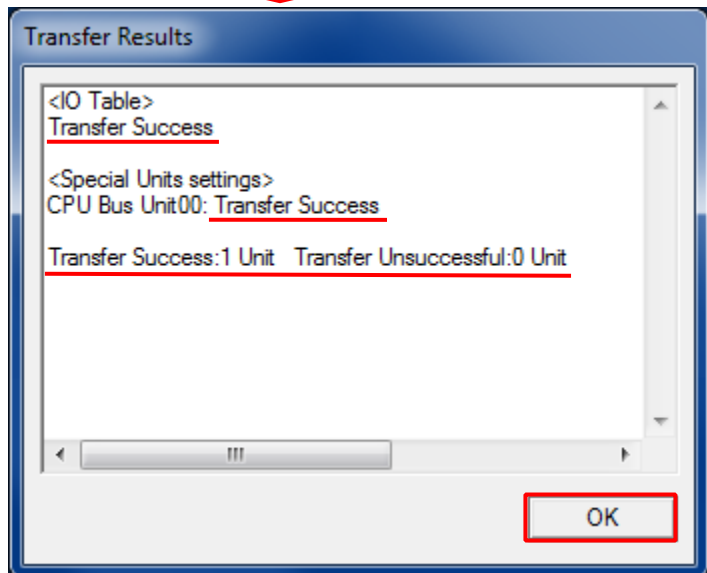 Transfer Results
<IO Table>
Transfer Success
<Special Units settings>
CPU Bus Unit00: Transfer Success
Transfer Success:1 Unit   Transfer Unsuccessful:0 Unit
OK